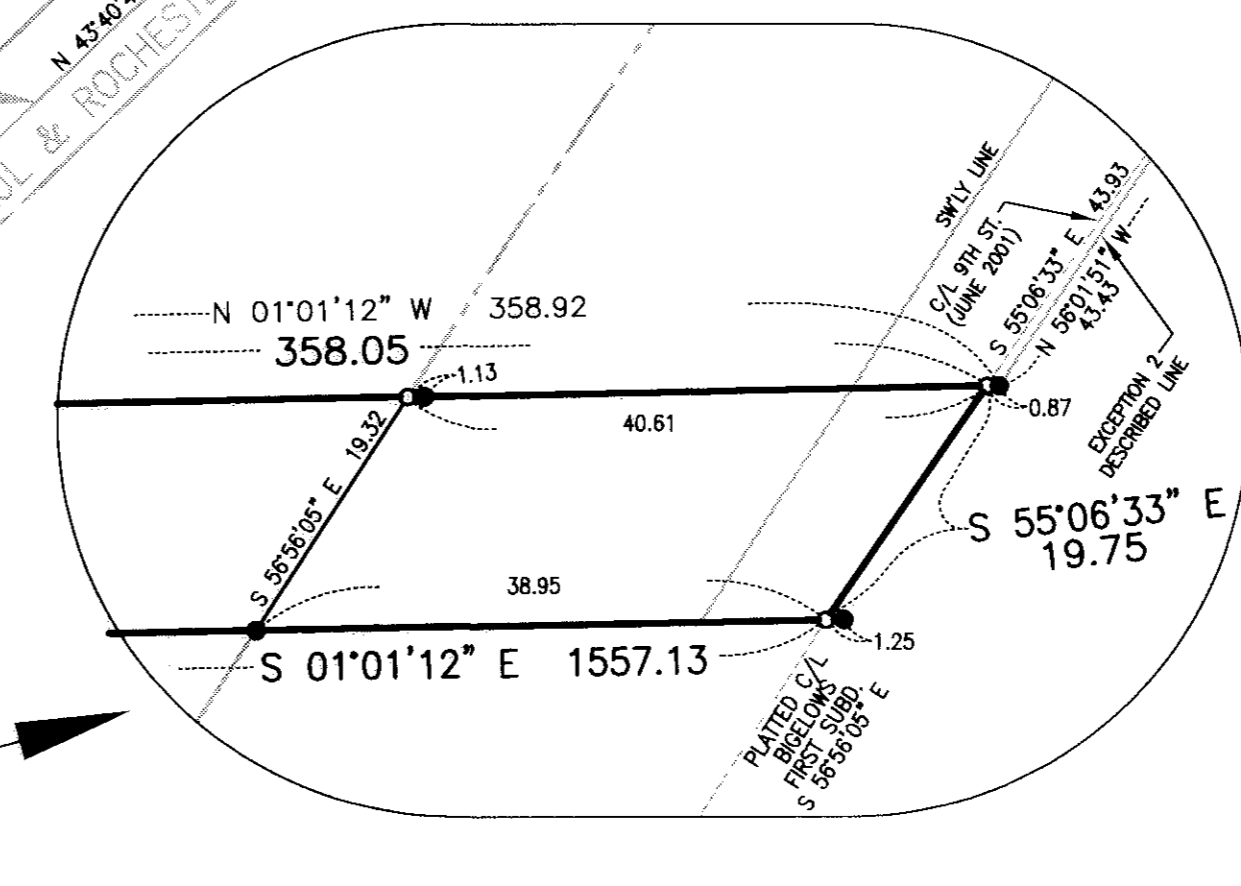 N 43°40'4
UL & ROCHESTE
N 01°01'12" W 358.92
358.05
1.13
40.61
S 56°56'05" E 19.32
38.95
S 01°01'12" E 1557.13
SW'LY LINE
C/L 9TH ST.
(JUNE 2001)
S 55°06'33" E 43.93
N 56°01'51" W
43.43
EXCEPTION 2
DESCRIBED LINE
0.87
S 55°06'33" E
19.75
1.25
PLATTED C/L
BIGELOWS
FIRST SUBD.
S 56°56'05" E